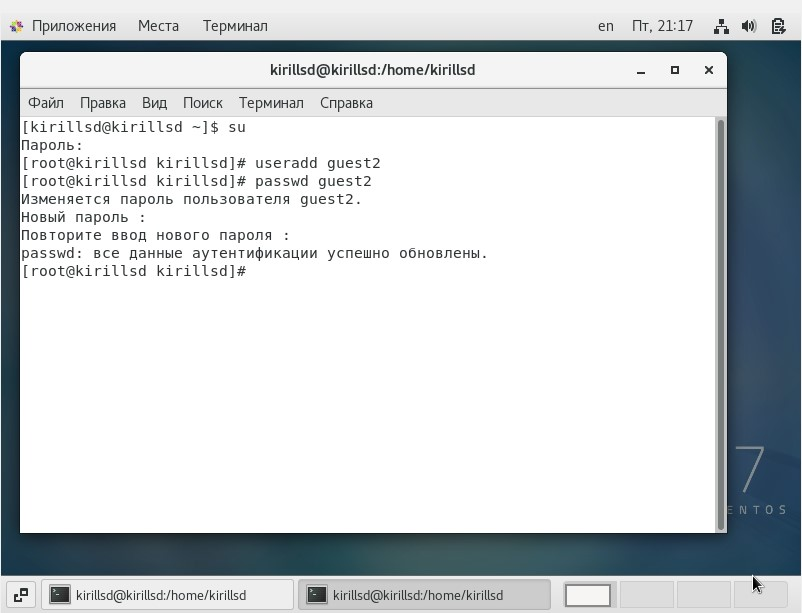 Приложения Места Терминал en Пт, 21:17
kirillsd@kirillsd:/home/kirillsd
Файл Правка Вид Поиск Терминал Справка
[kirillsd@kirillsd ~]$ su
Пароль:
[root@kirillsd kirillsd]# useradd guest2
[root@kirillsd kirillsd]# passwd guest2
Изменяется пароль пользователя guest2.
Новый пароль :
Повторите ввод нового пароля :
passwd: все данные аутентификации успешно обновлены.
[root@kirillsd kirillsd]#
7
ENTOS
kirillsd@kirillsd:/home/kirillsd kirillsd@kirillsd:/home/kirillsd